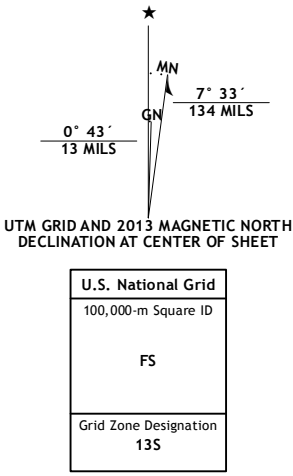 ★
MN
GN
7° 33´
134 MILS
0° 43´
13 MILS
UTM GRID AND 2013 MAGNETIC NORTH
DECLINATION AT CENTER OF SHEET
U.S. National Grid
100,000-m Square ID
FS
Grid Zone Designation
13S